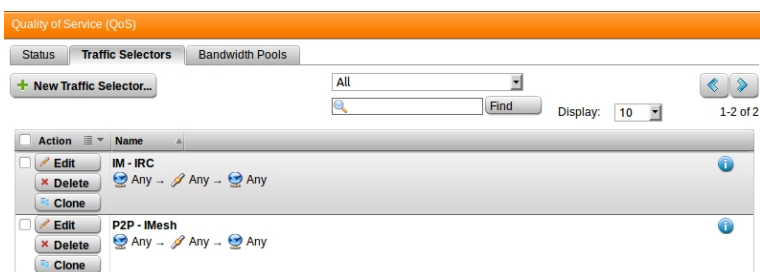 Quality of Service (QoS)
Status Traffic Selectors Bandwidth Pools
+ New Traffic Selector... All
Find Display: 10 1-2 of 2
Action Name
Edit IM - IRC
Delete Any → Any → Any
Clone
Edit P2P - IMesh
Delete Any → Any → Any
Clone